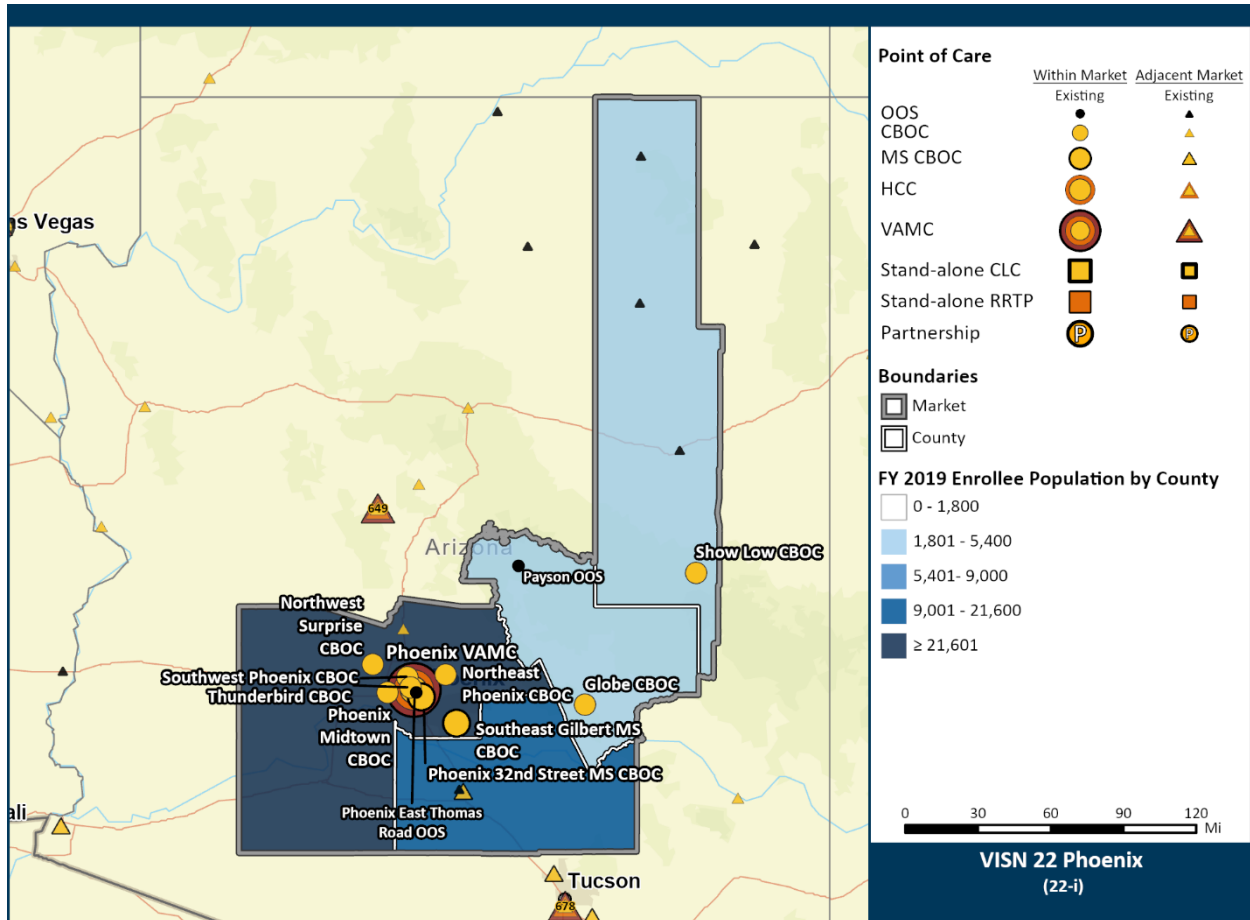 as Vegas
649
Arizona
Payson OOS
Show Low CBOC
Northwest
Surprise
CBOC
Phoenix VAMC
Southwest Phoenix CBOC
Thunderbird CBOC
Northeast
Phoenix CBOC
Globe CBOC
Phoenix
Midtown
CBOC
Southeast Gilbert MS
CBOC
Phoenix 32nd Street MS CBOC
Phoenix East Thomas
Road OOS
ali
Tucson
678
Point of Care
Within Market Adjacent Market
Existing Existing
OOS
CBOC
MS CBOC
HCC
VAMC
Stand-alone CLC
Stand-alone RRTP
Partnership P P
Boundaries
Market
County
FY 2019 Enrollee Population by County
0 - 1,800
1,801 - 5,400
5,401- 9,000
9,001 - 21,600
≥ 21,601
0 30 60 90 120
Mi
VISN 22 Phoenix
(22-i)